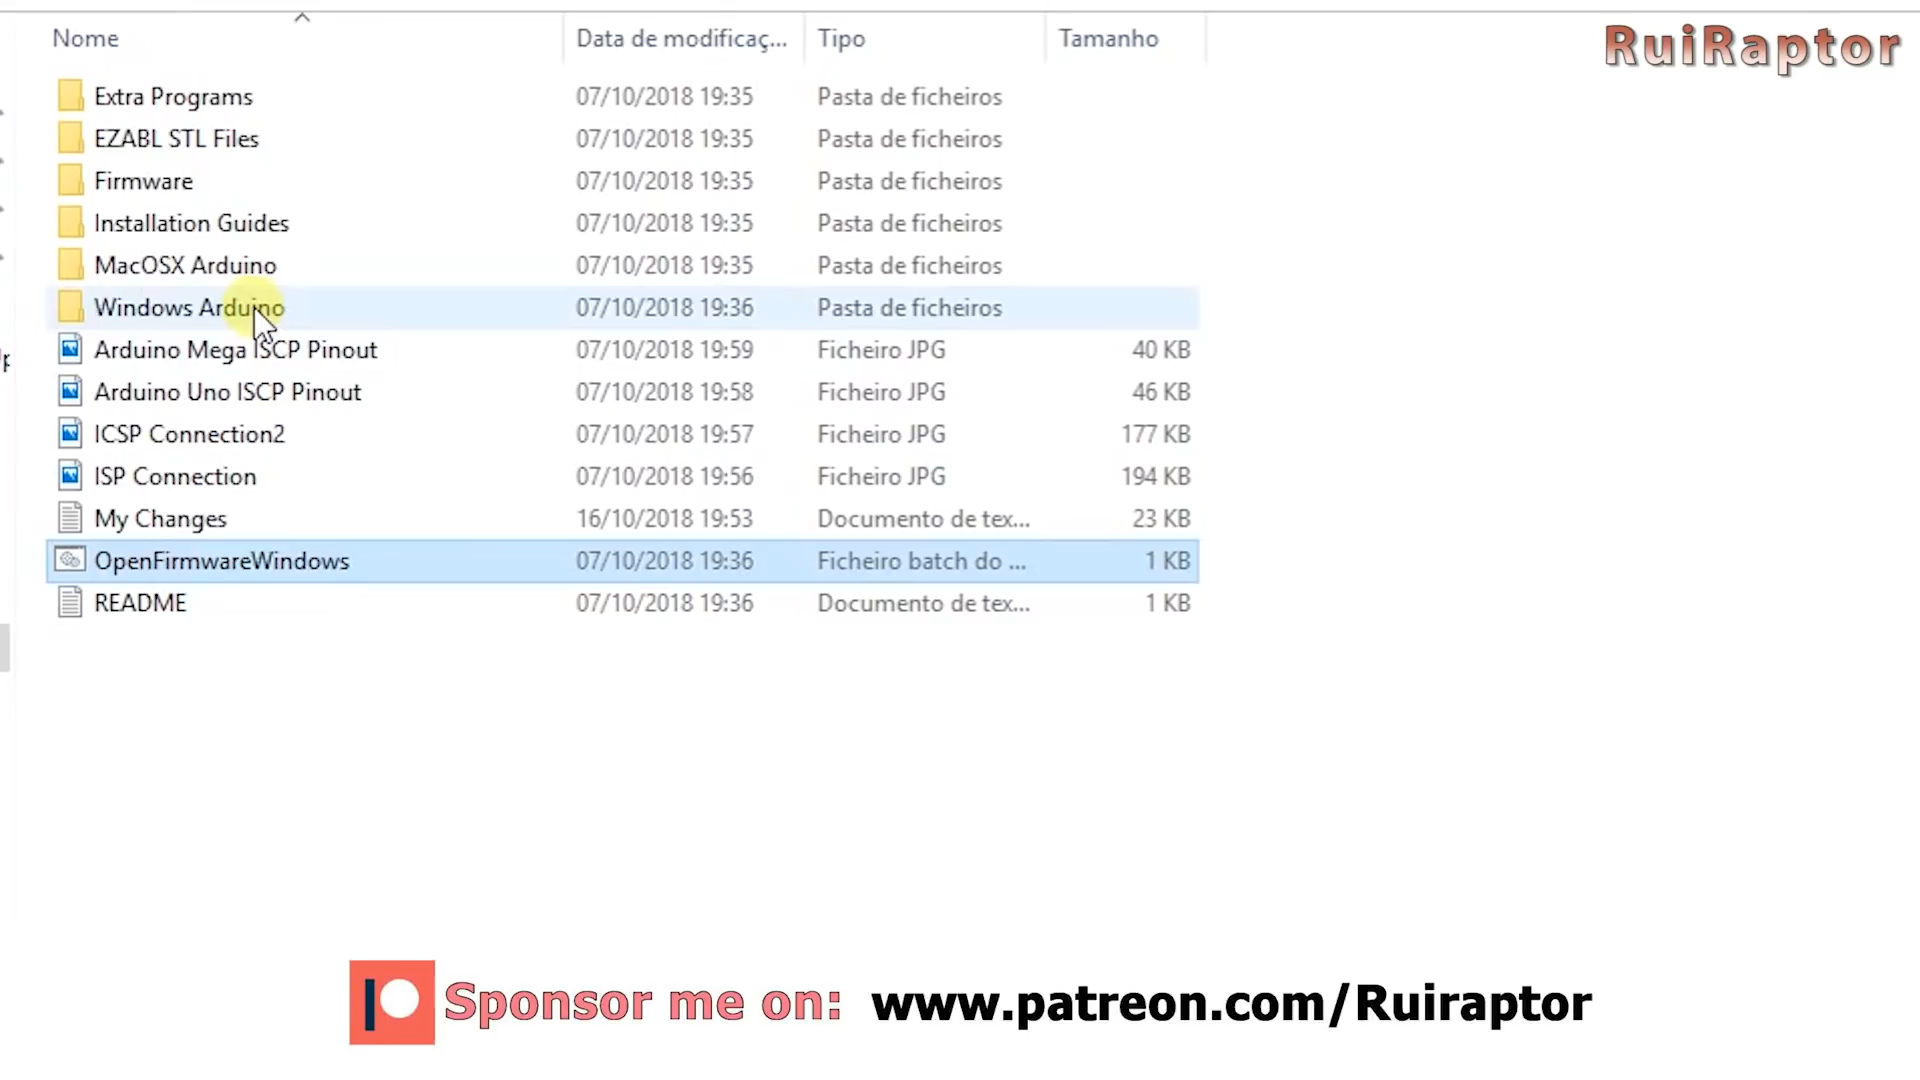 Nome Data de modificaç... Tipo Tamanho
RuiRaptor
Extra Programs 07/10/2018 19:35 Pasta de ficheiros
EZABL STL Files 07/10/2018 19:35 Pasta de ficheiros
Firmware 07/10/2018 19:35 Pasta de ficheiros
Installation Guides 07/10/2018 19:35 Pasta de ficheiros
MacOSX Arduino 07/10/2018 19:35 Pasta de ficheiros
Windows Arduino 07/10/2018 19:36 Pasta de ficheiros
Arduino Mega ISCP Pinout 07/10/2018 19:59 Ficheiro JPG 40 KB
Arduino Uno ISCP Pinout 07/10/2018 19:58 Ficheiro JPG 46 KB
ICSP Connection2 07/10/2018 19:57 Ficheiro JPG 177 KB
ISP Connection 07/10/2018 19:56 Ficheiro JPG 194 KB
My Changes 16/10/2018 19:53 Documento de tex... 23 KB
OpenFirmwareWindows 07/10/2018 19:36 Ficheiro batch do ... 1 KB
README 07/10/2018 19:36 Documento de tex... 1 KB
Sponsor me on: www.patreon.com/Ruiraptor